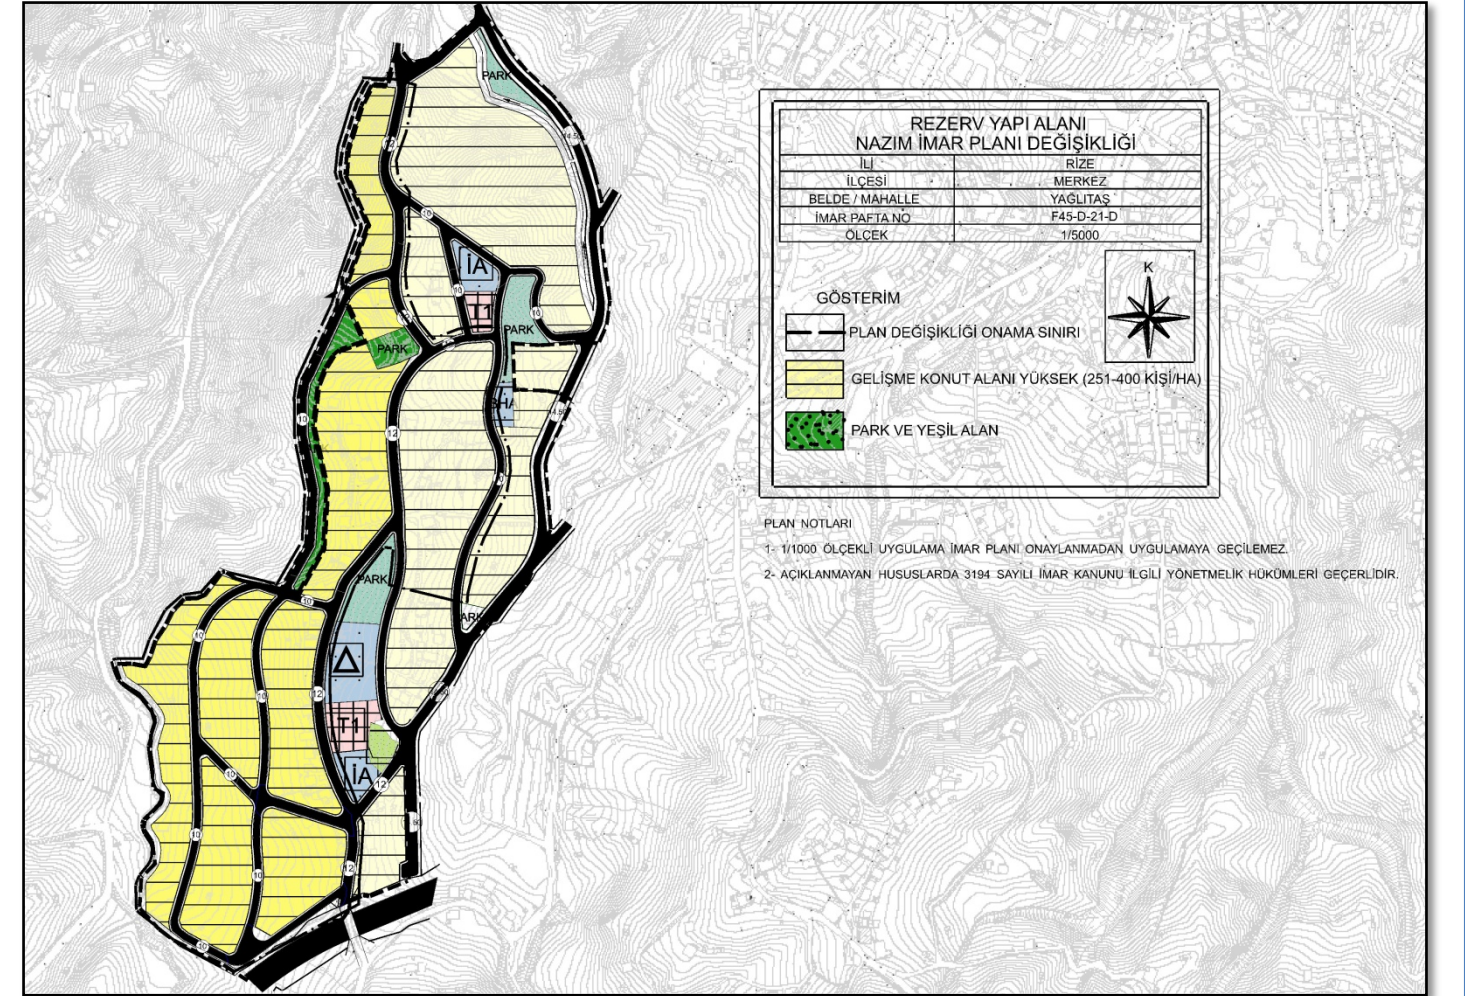 REZERV YAPI ALANI
NAZIM İMAR PLANI DEĞİŞİKLİĞİ
İLİ RİZE
İLÇESİ MERKEZ
BELDE / MAHALLE YAĞLITAŞ
İMAR PAFTA NO F45-D-21-D
ÖLÇEK 1/5000
K
GÖSTERİM
PLAN DEĞİŞİKLİĞİ ONAMA SINIRI
GELİŞME KONUT ALANI YÜKSEK (251-400 KİŞİ/HA)
PARK VE YEŞİL ALAN
PLAN NOTLARI
1- 1/1000 ÖLÇEKLİ UYGULAMA İMAR PLANI ONAYLANMADAN UYGULAMAYA GEÇİLEMEZ.
2- AÇIKLANMAYAN HUSUSLARDA 3194 SAYILI İMAR KANUNU İLGİLİ YÖNETMELİK HÜKÜMLERİ GEÇERLİDİR.
PARK
12
10
İA
10
T1
10
PARK
PARK
10
12
PARK
10
10
10
12
T1
İA
12
10
10
10
12
10